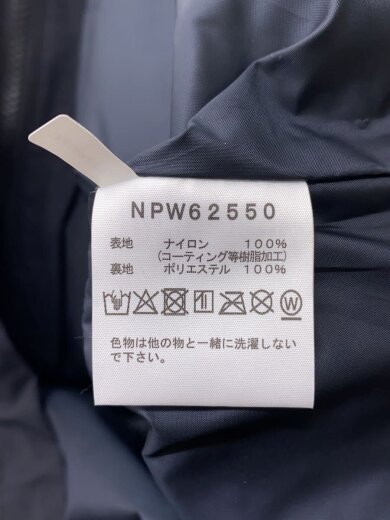 NPW62550
表地 ナイロン 100%
(コーティング等樹脂加工)
裏地 ポリエステル 100%
色物は他の物と一緒に洗濯しない
で下さい。